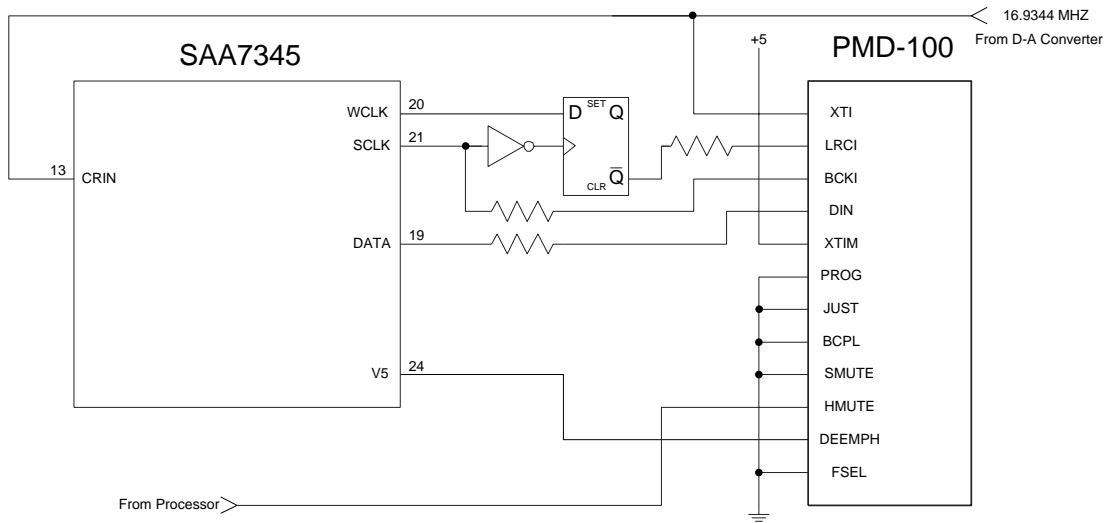 16.9344 MHZ
From D-A Converter
+5
SAA7345
PMD-100
WCLK
20
D
SET
Q
XTI
SCLK
21
LRCI
13
CRIN
CLR
Q
BCKI
DIN
DATA
19
XTIM
PROG
JUST
BCPL
V5
24
SMUTE
HMUTE
DEEMPH
FSEL
From Processor